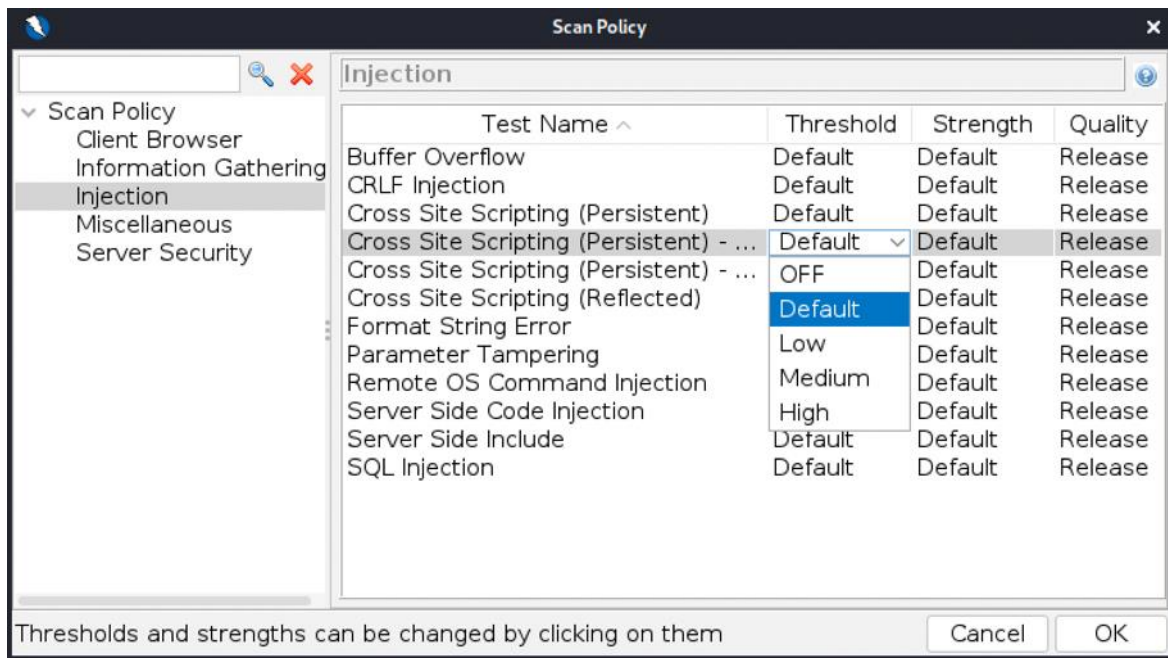 Scan Policy
Injection
Scan Policy
Client Browser
Information Gathering
Injection
Miscellaneous
Server Security
Test Name Threshold Strength Quality
Buffer Overflow Default Default Release
CRLF Injection Default Default Release
Cross Site Scripting (Persistent) Default Default Release
Cross Site Scripting (Persistent) - ... Default Default Release
Cross Site Scripting (Persistent) - ... OFF Default Release
Cross Site Scripting (Reflected) Default Default Release
Format String Error Default Release
Parameter Tampering Low Default Release
Remote OS Command Injection Medium Default Release
Server Side Code Injection High Default Release
Server Side Include Default Default Release
SQL Injection Default Default Release
Thresholds and strengths can be changed by clicking on them Cancel OK